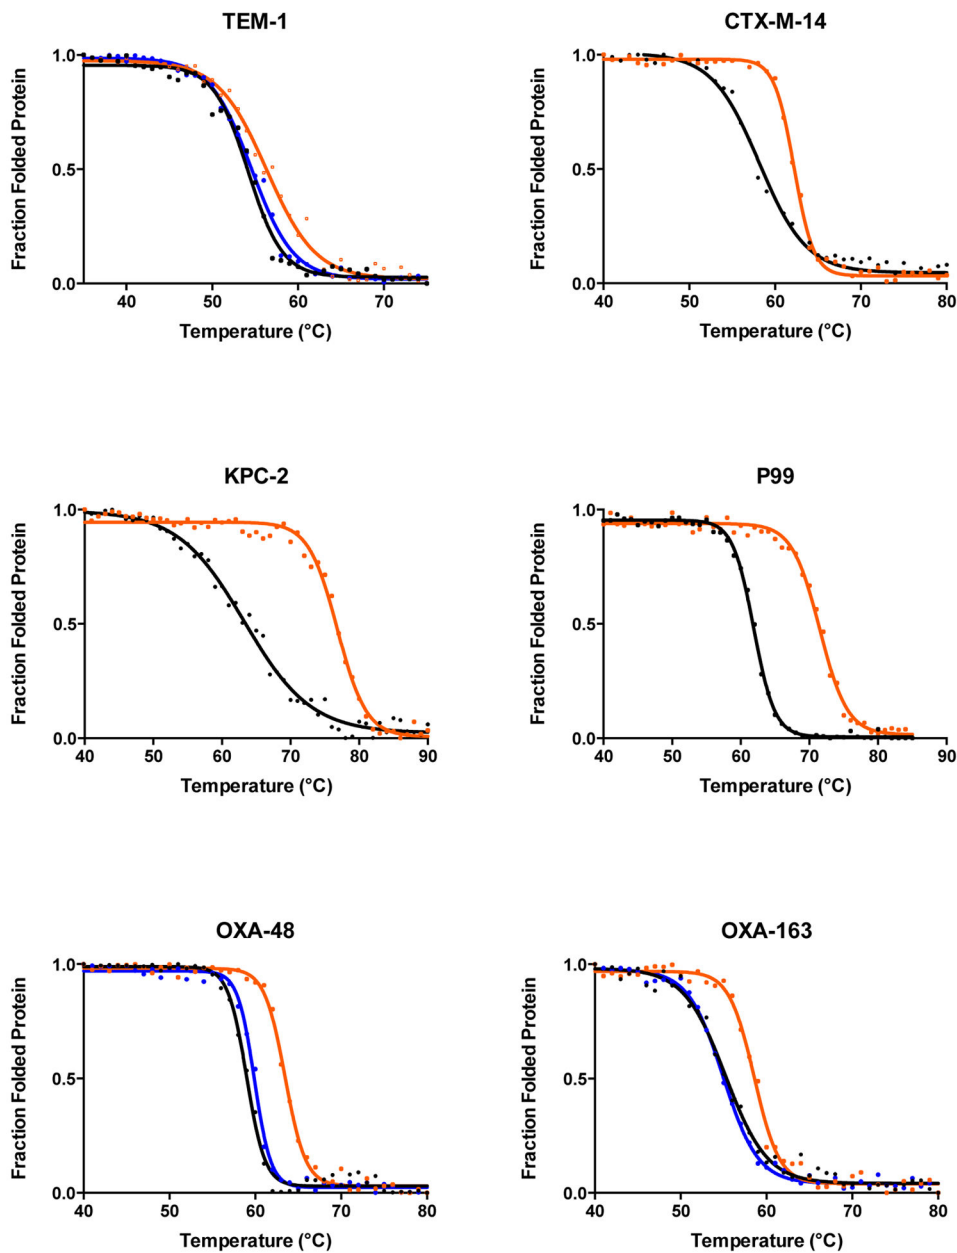 TEM-1
Fraction Folded Protein
1.0
0.5
0.0
40 50 60 70
Temperature (°C)
CTX-M-14
Fraction Folded Protein
1.0
0.5
0.0
40 50 60 70 80
Temperature (°C)
KPC-2
Fraction Folded Protein
1.0
0.5
0.0
40 50 60 70 80 90
Temperature (°C)
P99
Fraction Folded Protein
1.0
0.5
0.0
40 50 60 70 80 90
Temperature (°C)
OXA-48
Fraction Folded Protein
1.0
0.5
0.0
40 50 60 70 80
Temperature (°C)
OXA-163
Fraction Folded Protein
1.0
0.5
0.0
40 50 60 70 80
Temperature (°C)